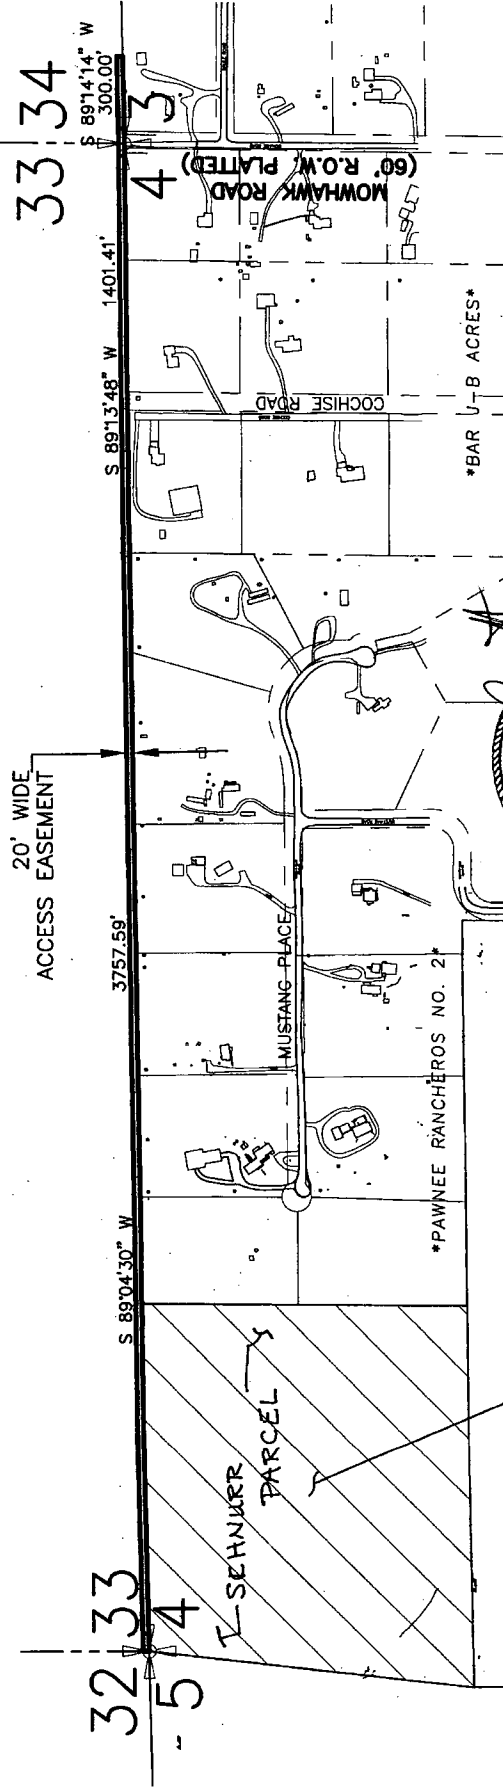 33 34
4 3
S 89°14'14" W
300.00'
MOWHAWK ROAD
(60' R.O.W. PLATTED)
1401.41'
S 89°13'48" W
COCHISE ROAD
*BAR U-B ACRES*
20' WIDE
ACCESS EASEMENT
3757.59'
MUSTANG PLACE
*PAWNEE RANCHEROS NO. 2*
S 89°04'30" W
SCHNURR
PARCEL
32 33
5 4